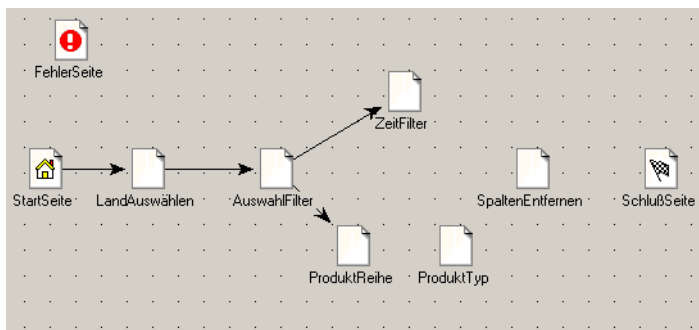 FehlerSeite
ZeitFilter
StartSeite
LandAuswählen
AuswahlFilter
SpaltenEntfernen
SchlußSeite
ProduktReihe
ProduktTyp